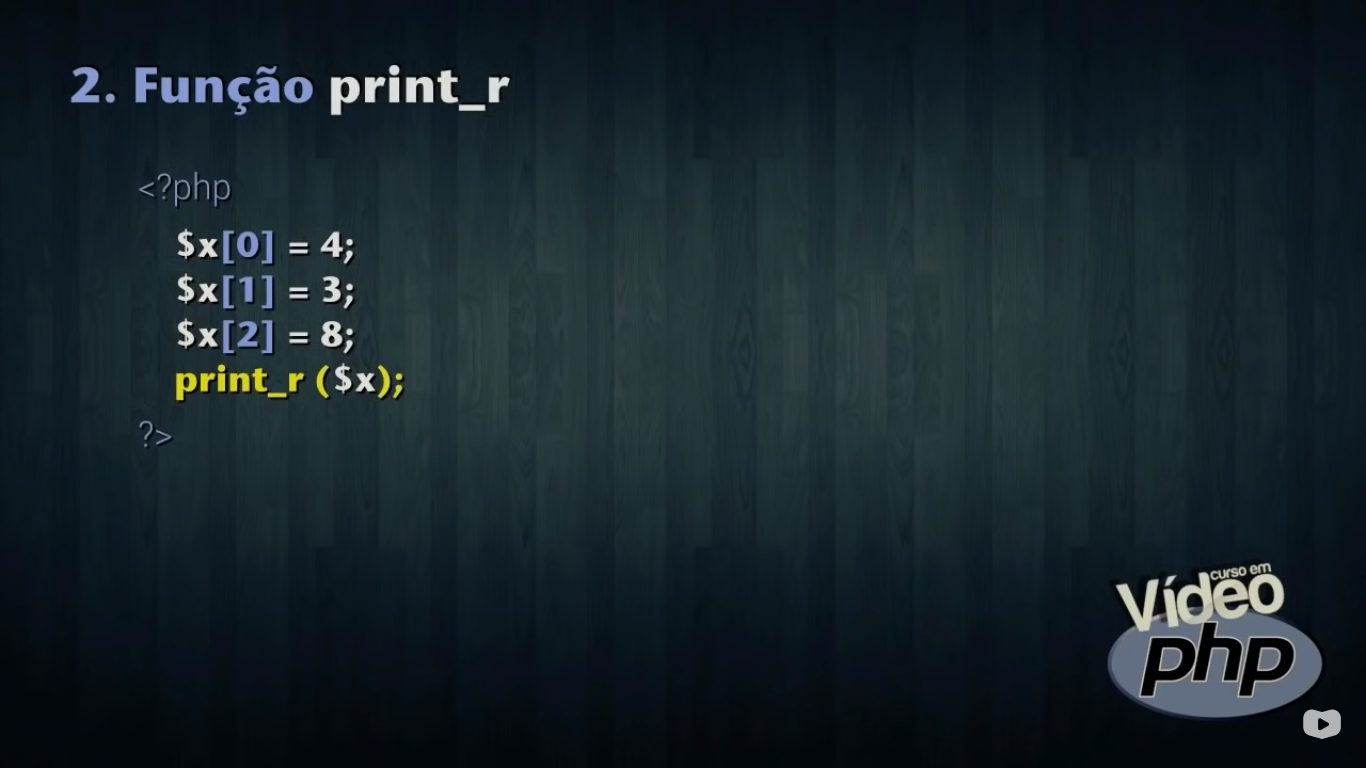 2. Função print_r
<?php
$x[0] = 4;
$x[1] = 3;
$x[2] = 8;
print_r ($x);
?>
curso em
Vídeo
php